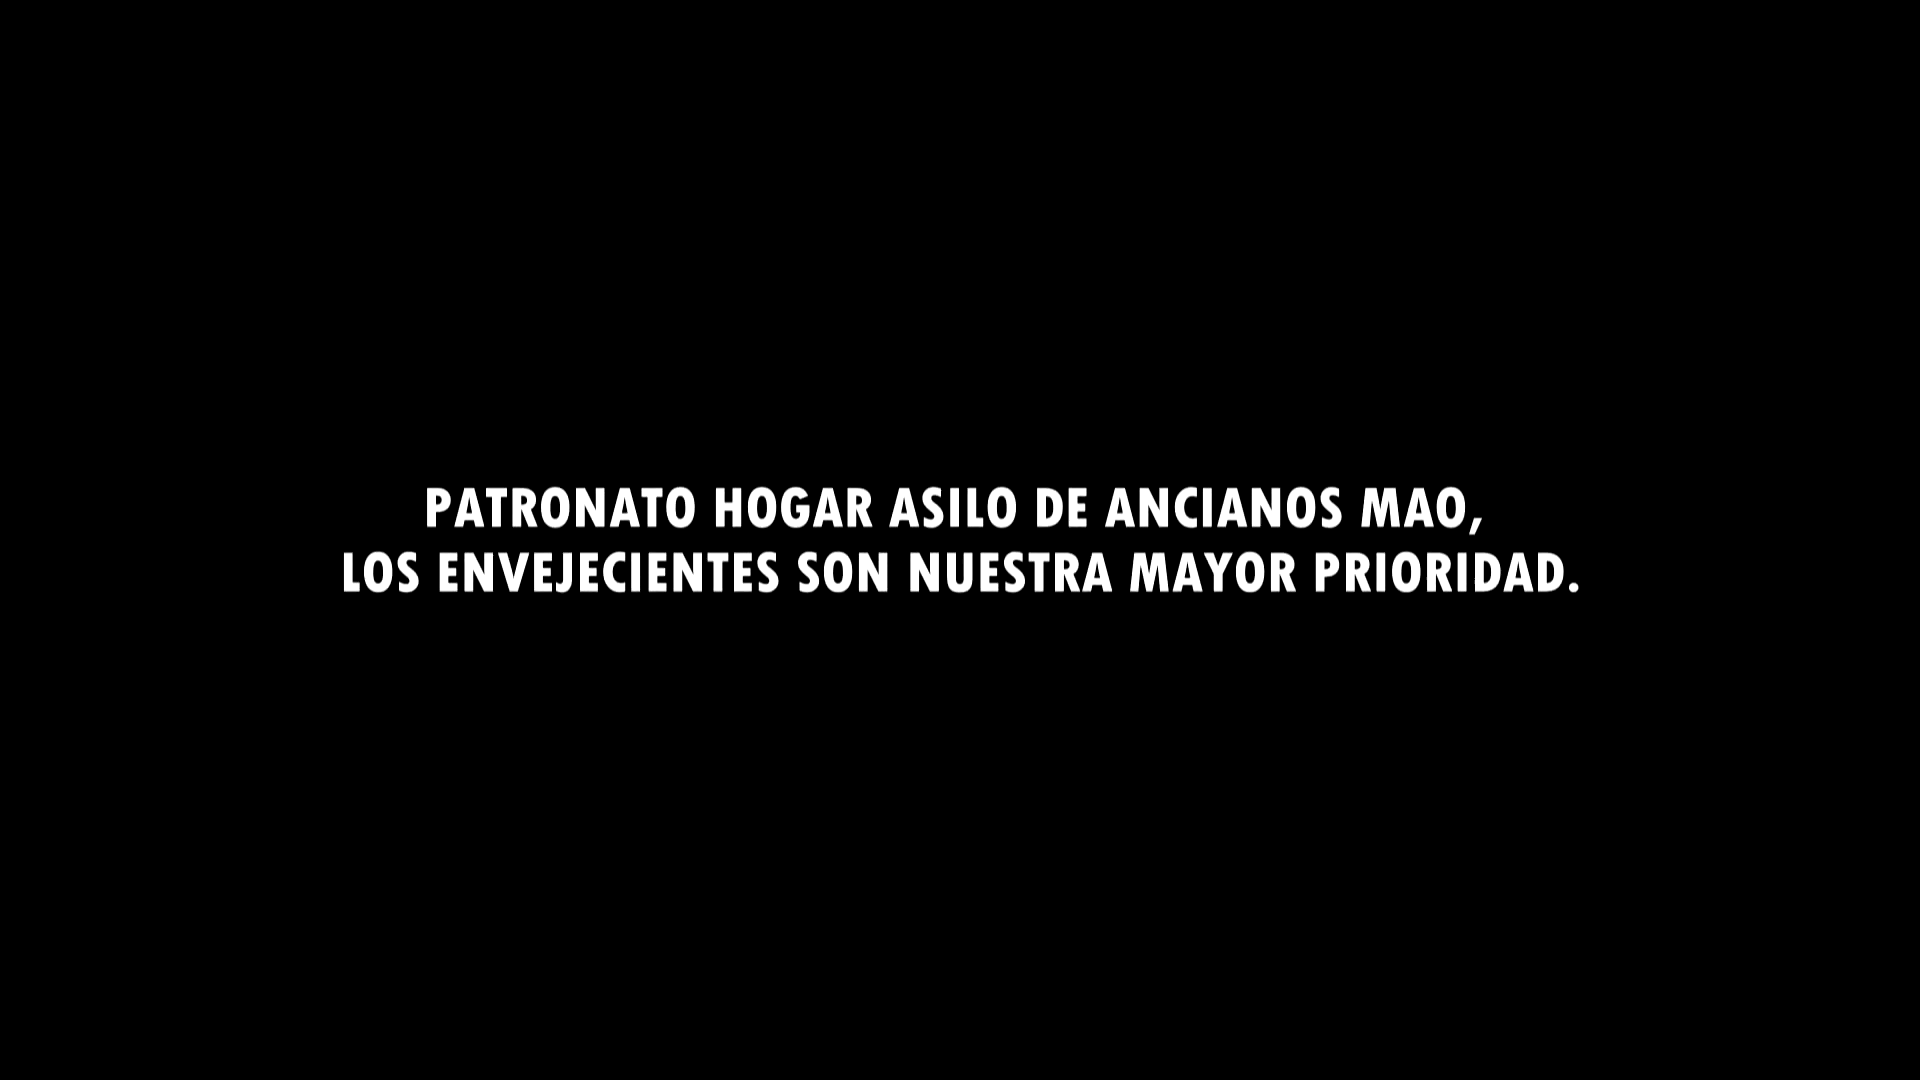 PATRONATO HOGAR ASILO DE ANCIANOS MAO,
LOS ENVEJECIENTES SON NUESTRA MAYOR PRIORIDAD.